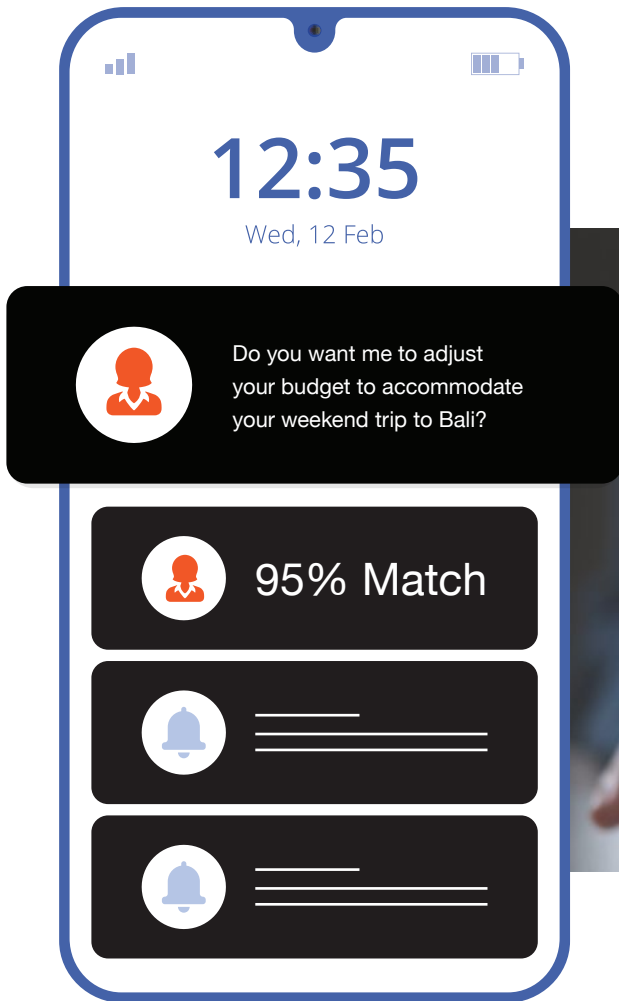 12:35
Wed, 12 Feb
Do you want me to adjust
your budget to accommodate
your weekend trip to Bali?
95% Match